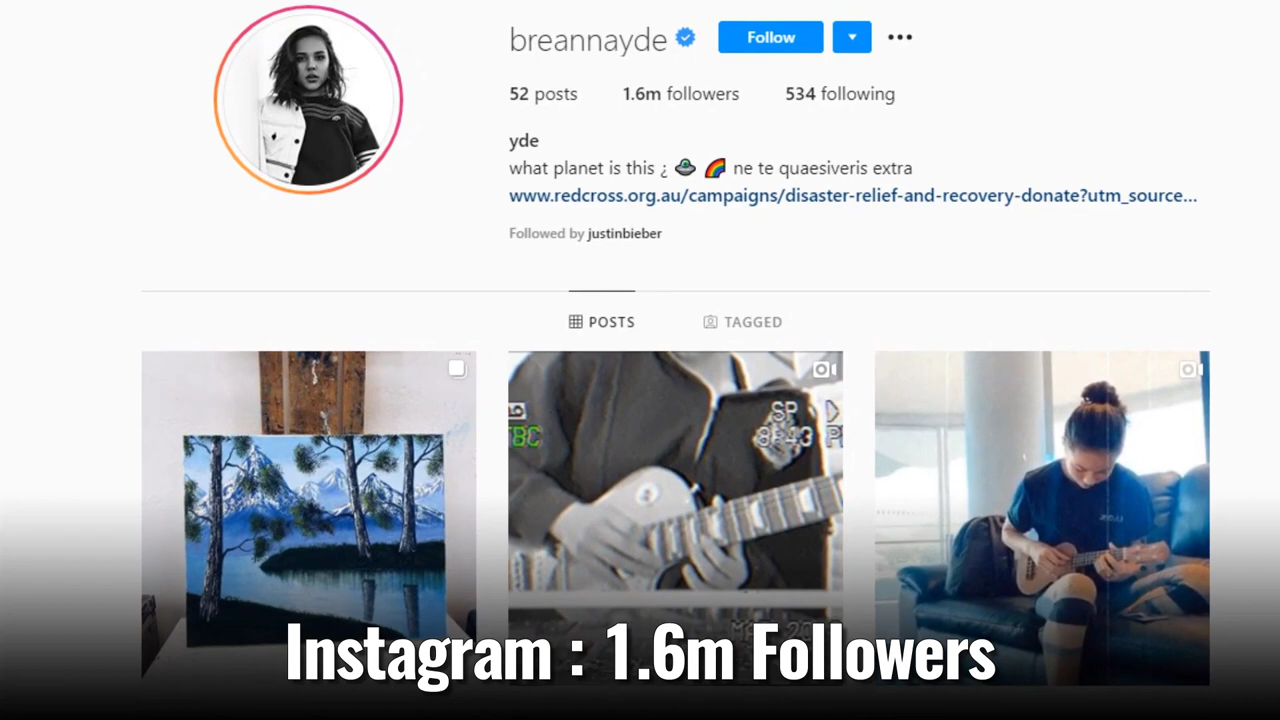 breannayde Follow
52 posts 1.6m followers 534 following
yde
what planet is this ¿ 🛸 🌈 ne te quaesiveris extra
www.redcross.org.au/campaigns/disaster-relief-and-recovery-donate?utm_source...
Followed by justinbieber
POSTS TAGGED
SP
Instagram : 1.6m Followers